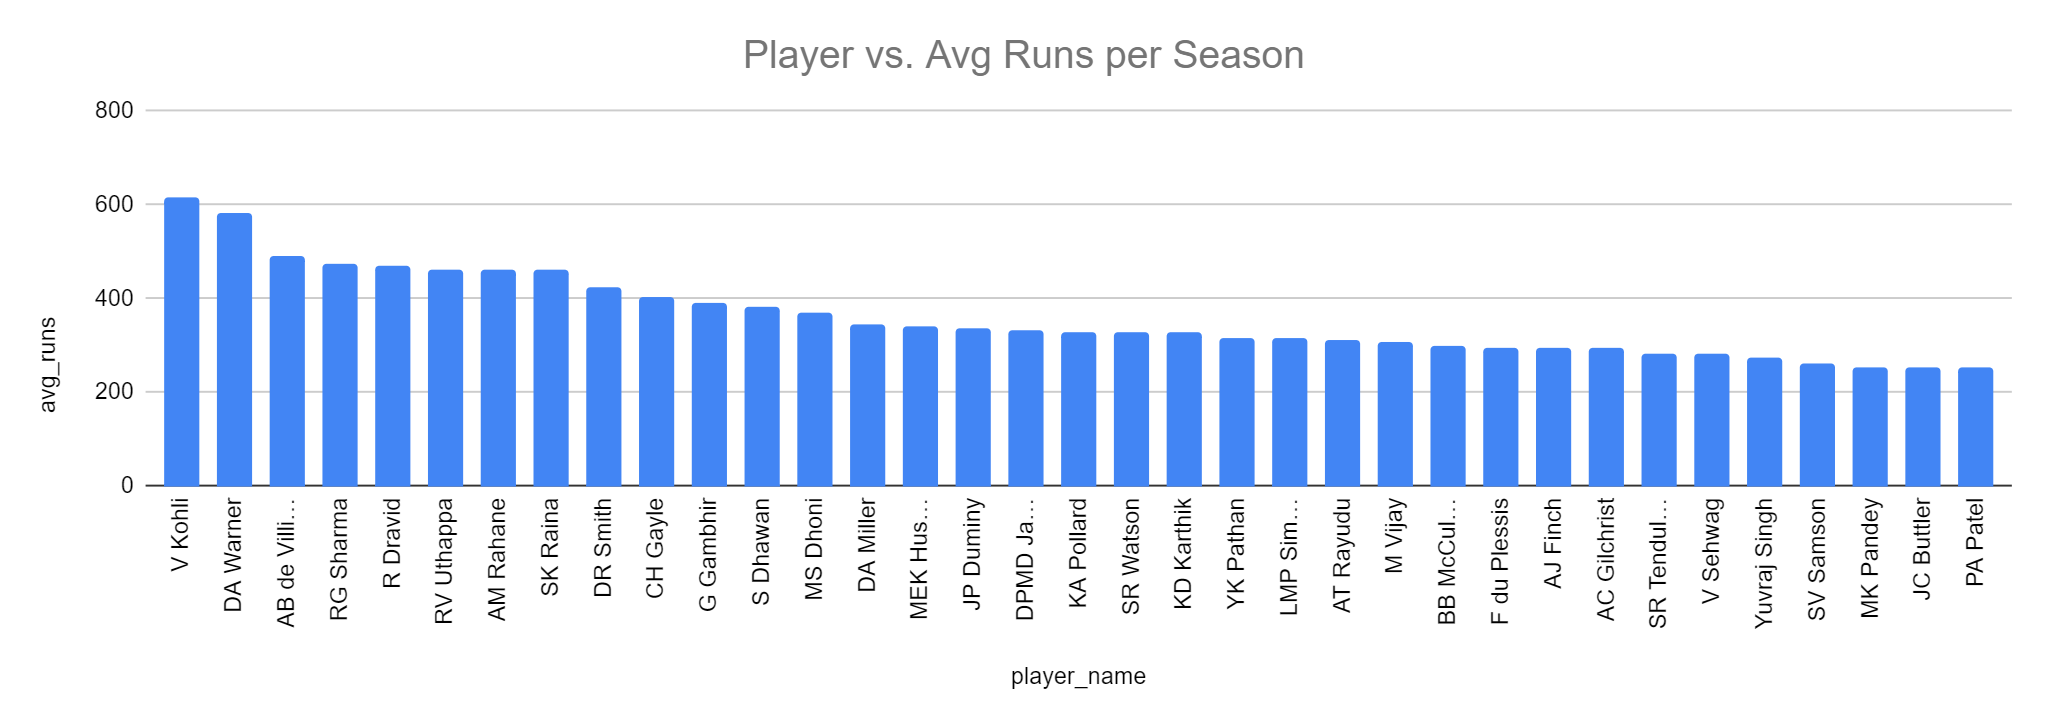 Player vs. Avg Runs per Season
avg_runs
800
600
400
200
0
V Kohli
DA Warner
AB de Villi…
RG Sharma
R Dravid
RV Uthappa
AM Rahane
SK Raina
DR Smith
CH Gayle
G Gambhir
S Dhawan
MS Dhoni
DA Miller
MEK Hus…
JP Duminy
DPMD Ja…
KA Pollard
SR Watson
KD Karthik
YK Pathan
LMP Sim…
AT Rayudu
M Vijay
BB McCul…
F du Plessis
AJ Finch
AC Gilchrist
SR Tendul…
V Sehwag
Yuvraj Singh
SV Samson
MK Pandey
JC Buttler
PA Patel
player_name